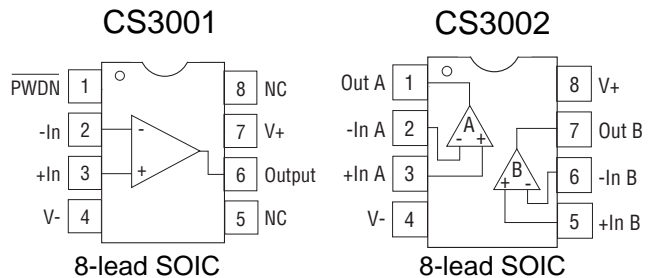 CS3001
PWDN 1
8 NC
-In 2
-
7 V+
+In 3
+
6 Output
V- 4
5 NC
8-lead SOIC
CS3002
Out A 1
8 V+
-In A 2
A
- +
7 Out B
+In A 3
B
+ -
6 -In B
V- 4
5 +In B
8-lead SOIC